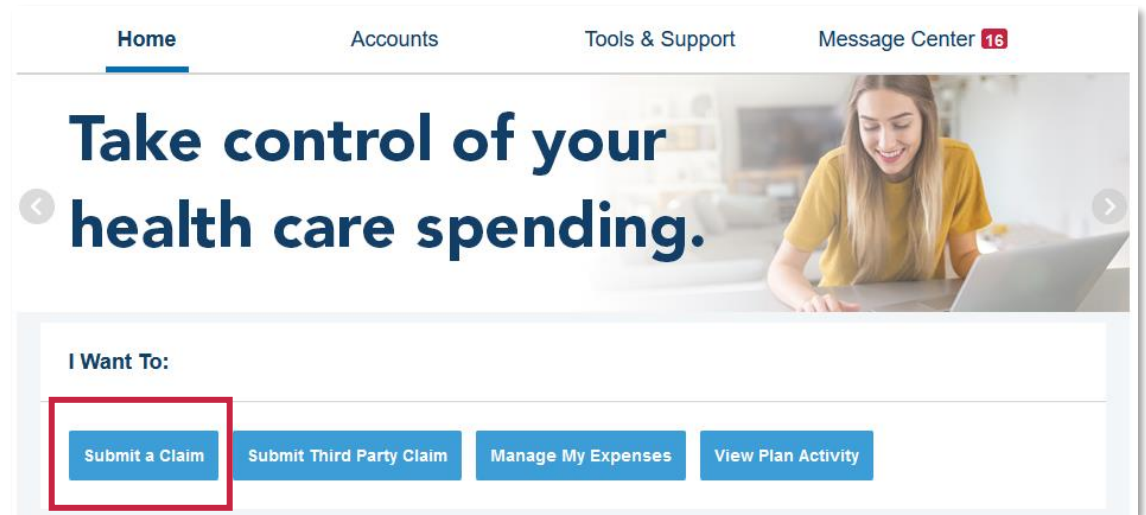 Home Accounts Tools & Support Message Center 16
Take control of your
health care spending.
I Want To:
Submit a Claim Submit Third Party Claim Manage My Expenses View Plan Activity